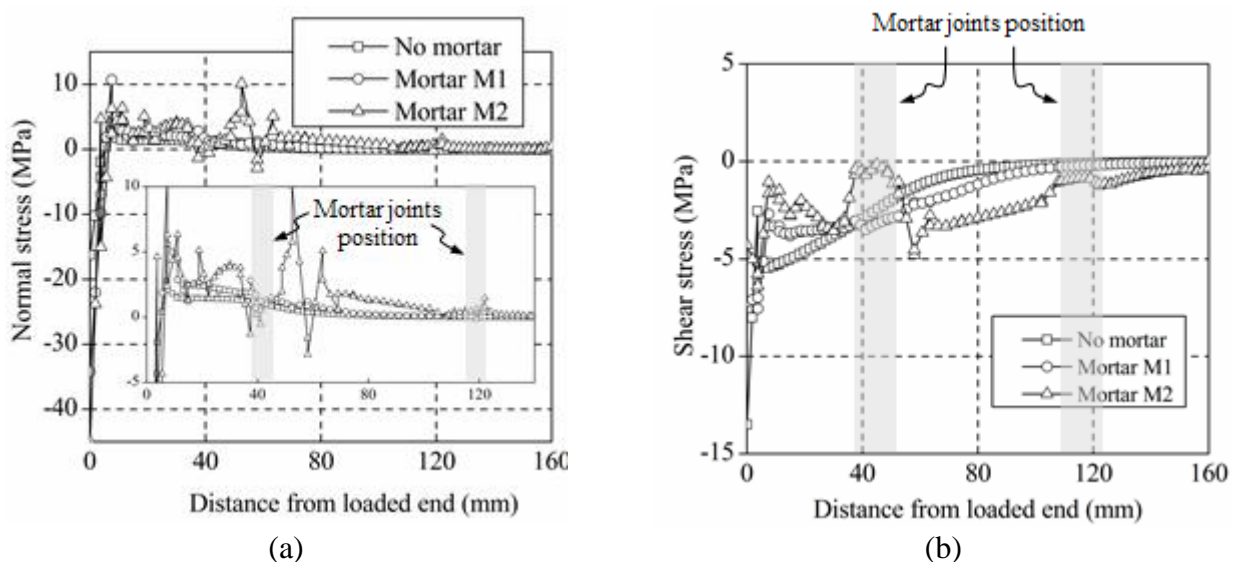 No mortar
Mortar M1
Mortar M2
Normal stress (MPa)
10
0
-10
-20
-30
-40
10
5
0
-5
0
40
80
120
Mortar joints
position
0
40
80
120
160
Distance from loaded end (mm)
(a)
Mortar joints position
Shear stress (MPa)
5
0
-5
-10
-15
No mortar
Mortar M1
Mortar M2
0
40
80
120
160
Distance from loaded end (mm)
(b)